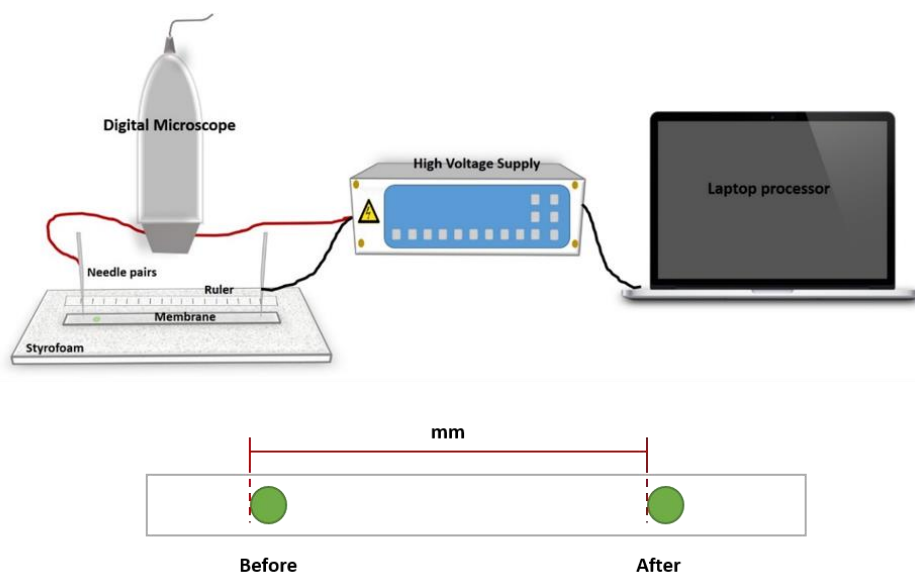 Digital Microscope
High Voltage Supply
Laptop processor
Needle pairs
Ruler
Membrane
Styrofoam
mm
Before
After